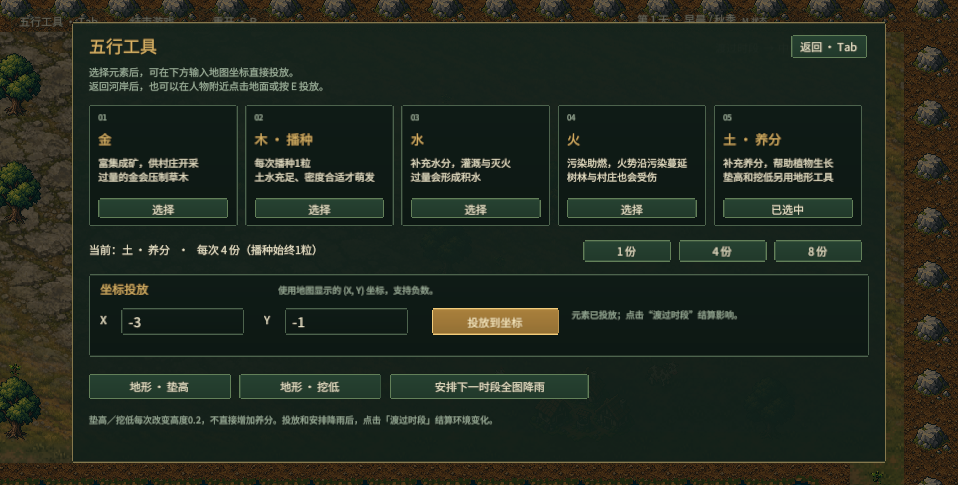 五行工具 · Tab
第1天 · 早晨 / 秋季
五行工具
返回 · Tab
选择元素后，可在下方输入地图坐标直接投放。
返回河岸后，也可以在人物附近点击地面或按 E 投放。
01
金
富集成矿，供村庄开采
过量的金会压制草木
选择
02
木 · 播种
每次播种1粒
土水充足、密度合适才萌发
选择
03
水
补充水分，灌溉与灭火
过量会形成积水
选择
04
火
污染助燃，火势沿污染蔓延
树林与村庄也会受伤
选择
05
土 · 养分
补充养分，帮助植物生长
垫高和挖低另用地形工具
已选中
当前：土 · 养分 · 每次 4 份（播种始终1粒）
1 份
4 份
8 份
坐标投放
使用地图显示的 (X, Y) 坐标，支持负数。
X
-3
Y
-1
投放到坐标
元素已投放；点击“渡过时段”结算影响。
地形 · 垫高
地形 · 挖低
安排下一时段全图降雨
垫高／挖低每次改变高度0.2，不直接增加养分。投放和安排降雨后，点击「渡过时段」结算环境变化。